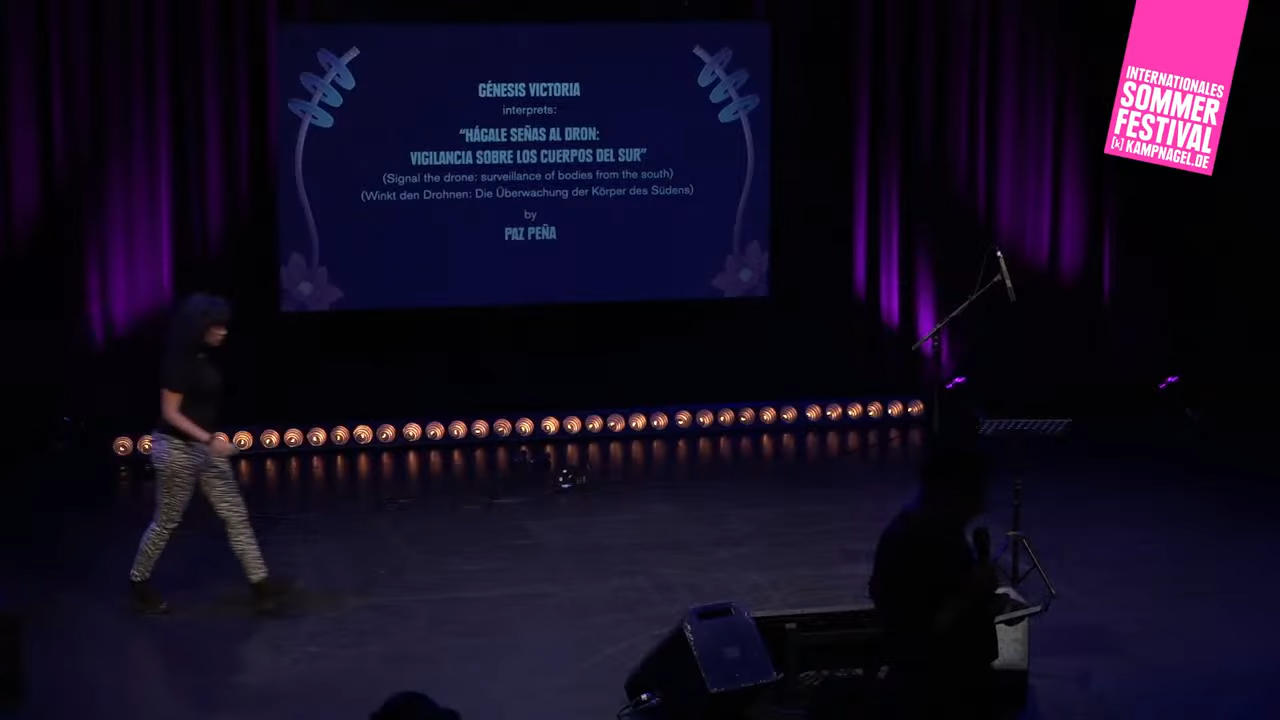 GÉNESIS VICTORIA
interprets:
"HÁGALE SEÑAS AL DRON:
VIGILANCIA SOBRE LOS CUERPOS DEL SUR"
(Signal the drone: surveillance of bodies from the south)
(Winkt den Drohnen: Die Überwachung der Körper des Südens)
by
PAZ PEÑA
INTERNATIONALES
SOMMER
FESTIVAL
[K] KAMPNAGEL.DE